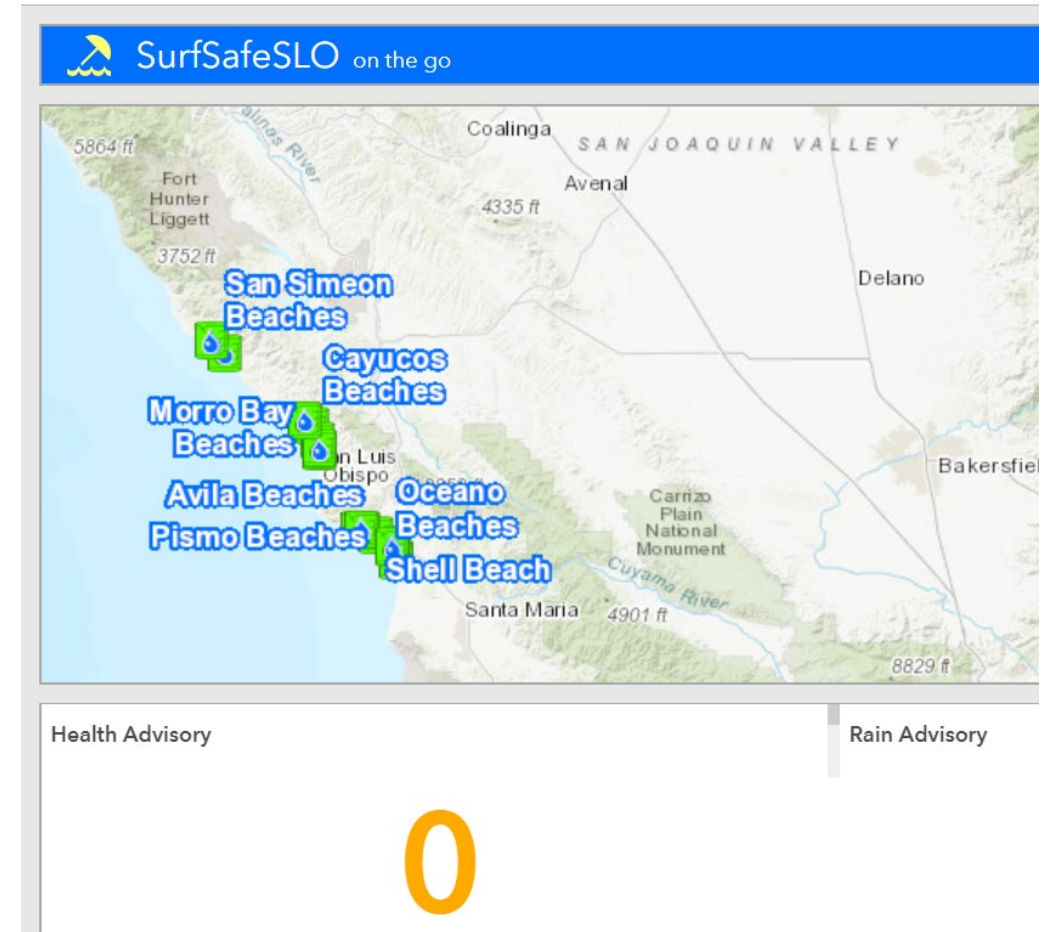 SurfSafeSLO on the go
Coalinga
SAN JOAQUIN VALLEY
5864 ft
Fort
Hunter
Liggett
Avenal
4335 ft
3752 ft
Delano
San Simeon
Beaches
Cayucos
Beaches
Morro Bay
Beaches
n Luis
Obispo
Bakersfiel
Avila Beaches
Oceano
Beaches
Pismo Beaches
Shell Beach
Carrizo
Plain
National
Monument
Cuyama River
Santa Maria
4901 ft
8829 ft
Health Advisory
Rain Advisory
0